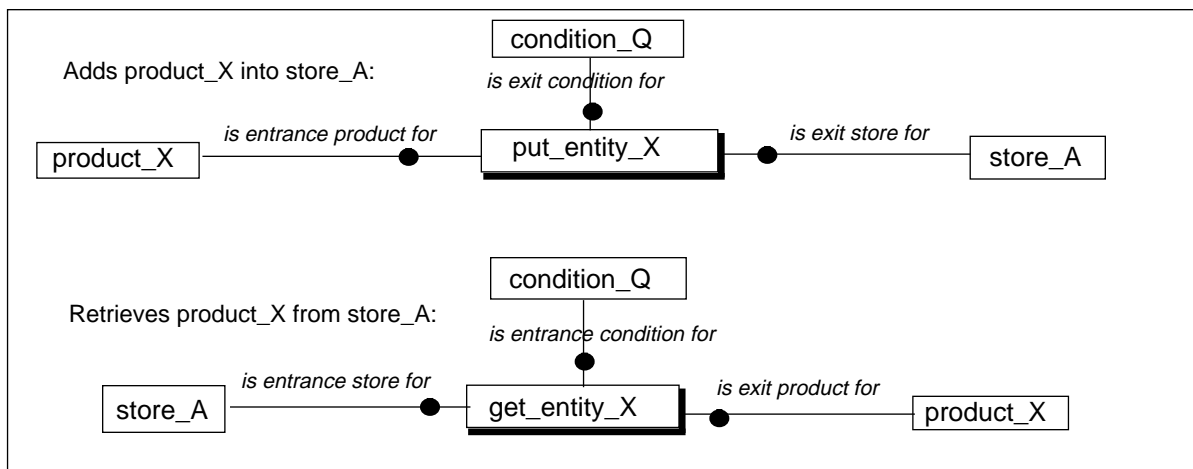 condition_Q
Adds product_X into store_A:
is exit condition for
is entrance product for
is exit store for
product_X
put_entity_X
store_A
condition_Q
Retrieves product_X from store_A:
is entrance condition for
is entrance store for
is exit product for
store_A
get_entity_X
product_X